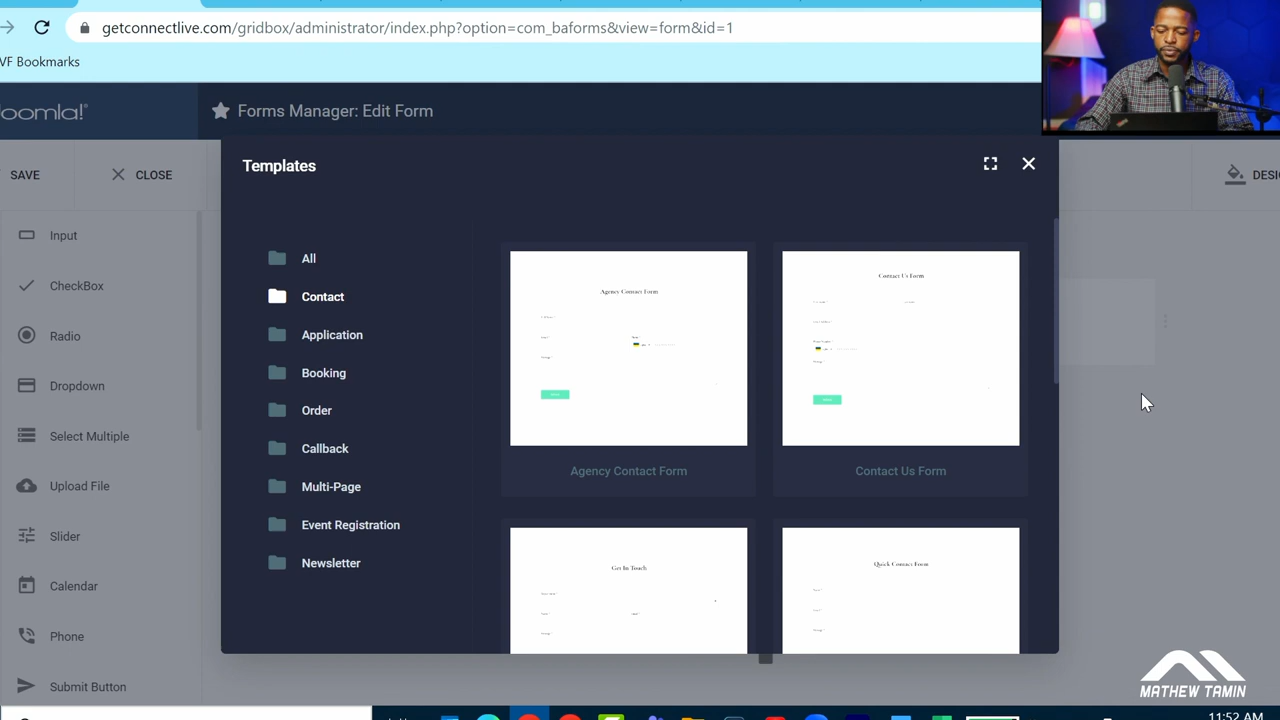 getconnectlive.com/gridbox/administrator/index.php?option=com_baforms&view=form&id=1
VF Bookmarks
oomla!®
Forms Manager: Edit Form
SAVE
CLOSE
Templates
Input
CheckBox
Radio
Dropdown
Select Multiple
Upload File
Slider
Calendar
Phone
Submit Button
All
Contact
Application
Booking
Order
Callback
Multi-Page
Event Registration
Newsletter
Agency Contact Form
Contact Us Form
Agency Contact Form
Contact Us Form
Get In Touch
Quick Contact Form
DESI
MATHEW TAMIN
11:52 AM